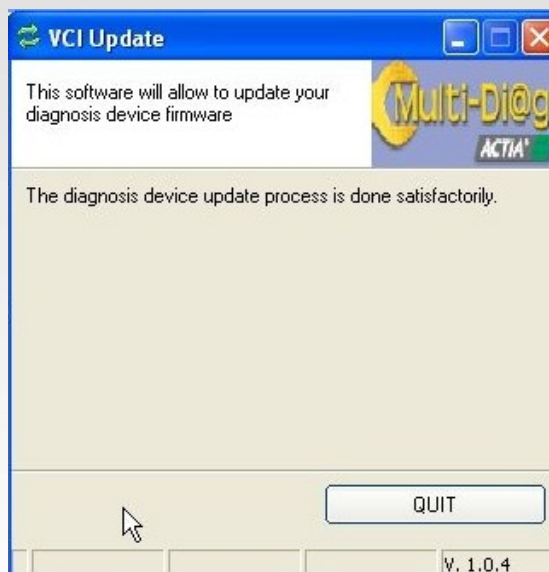 VCI Update
This software will allow to update your
diagnosis device firmware
Multi-Di@g
ACTIA
The diagnosis device update process is done satisfactorily.
QUIT
V. 1.0.4